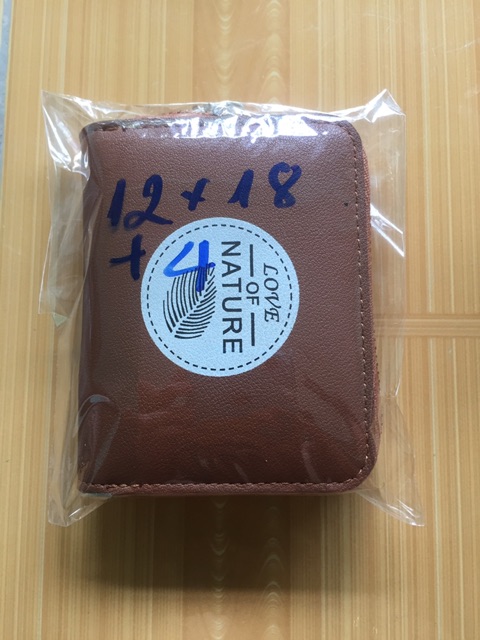 12 + 18
+ 4
LOVE
OF
NATURE